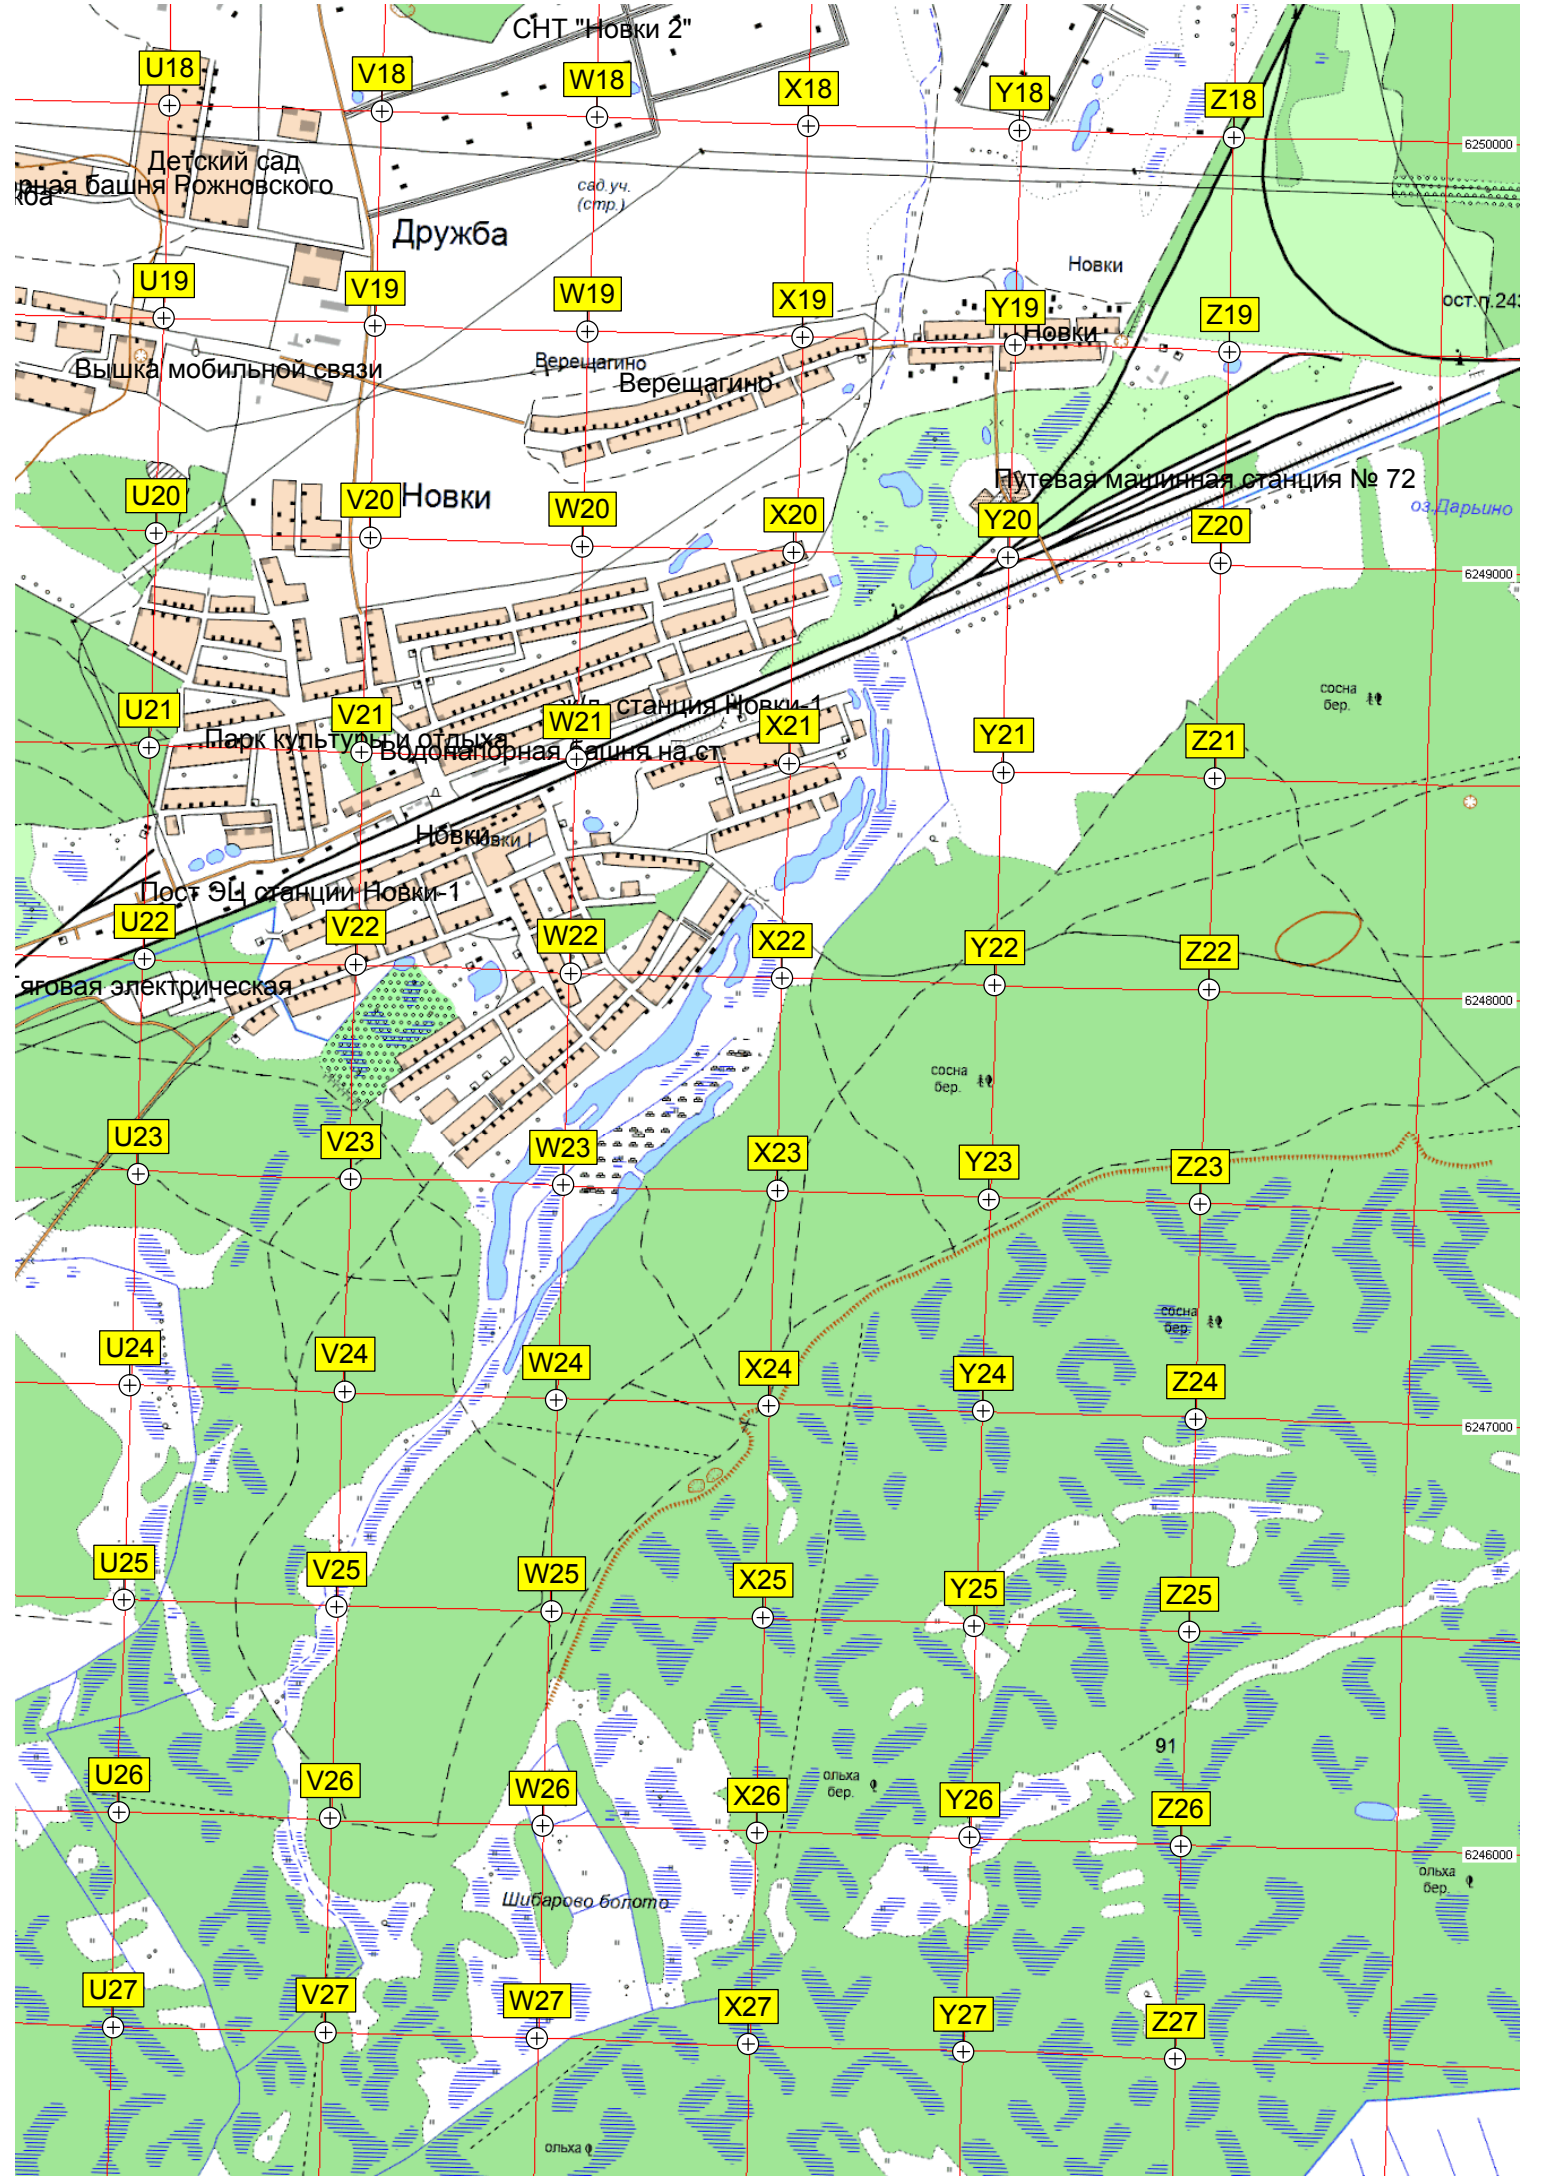 СНТ "Новки 2"
U18
V18
W18
X18
Y18
Z18
6250000
Детский сад
рная башня Рожновского
сад.уч.
(стр.)
Дружба
Новки
U19
V19
W19
X19
Y19
Z19
ост.п.243
Новки
Вышка мобильной связи
Верещагино
Верещагино
Путевая машинная станция № 72
U20
V20
Новки
W20
X20
Y20
Z20
оз.Дарьино
6249000
сосна
бер.
U21
V21
W21
станция Новки-1
X21
Y21
Z21
Парк культуры и отдыха
Водонапорная башня на ст.
Новки
Новки I
Пост ЭЦ станции Новки-1
U22
V22
W22
X22
Y22
Z22
тяговая электрическая
6248000
сосна
бер.
U23
V23
W23
X23
Y23
Z23
сосна
бер.
U24
V24
W24
X24
Y24
Z24
6247000
U25
V25
W25
X25
Y25
Z25
91
U26
V26
W26
X26
Y26
Z26
ольха
бер.
6246000
ольха
бер.
Шибарово болото
U27
V27
W27
X27
Y27
Z27
ольха